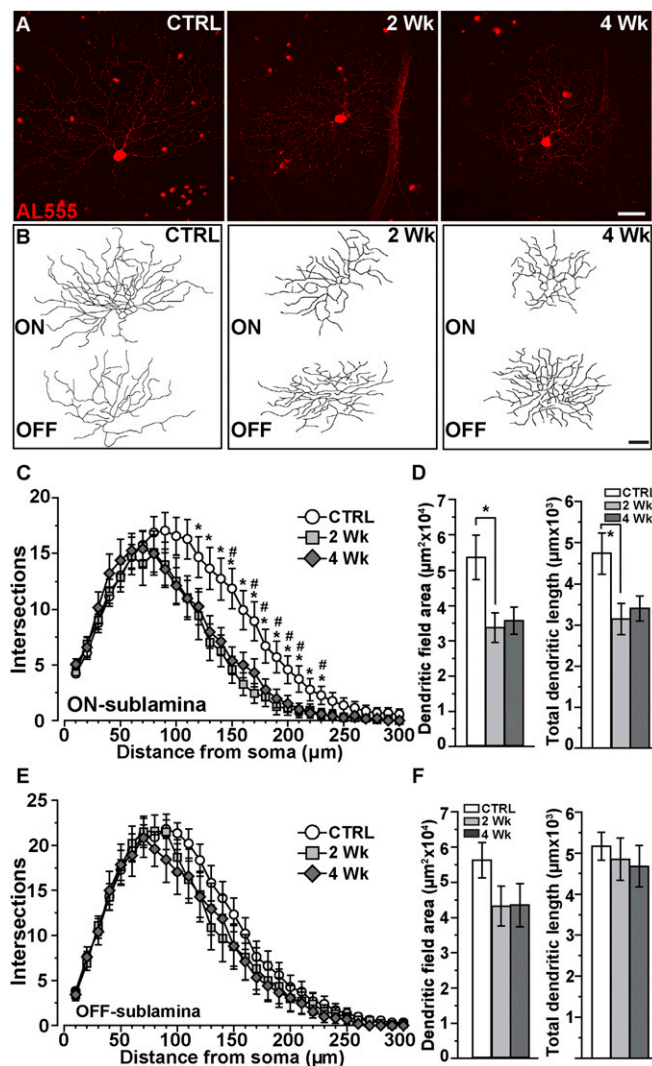 A CTRL 2 Wk 4 Wk
AL555
B CTRL 2 Wk 4 Wk
ON ON ON
OFF OFF OFF
C
20
15
10
5
0
Intersections
CTRL
2 Wk
4 Wk
* * * #* #* # #* #* #* * #*
ON-sublamina
0 50 100 150 200 250 300
Distance from soma (µm)
D
Dendritic field area (µm²x10⁴)
6
5
4
3
2
1
0
*
Total dendritic length (µmx10³)
6
5
4
3
2
1
0
CTRL
2 Wk
4 Wk
*
E
25
20
15
10
5
0
Intersections
CTRL
2 Wk
4 Wk
OFF-sublamina
0 50 100 150 200 250 300
Distance from soma (µm)
F
Dendritic field area (µm²x10⁴)
7
6
5
4
3
2
1
0
CTRL
2 Wk
4 Wk
Total dendritic length (µmx10³)
6
5
4
3
2
1
0